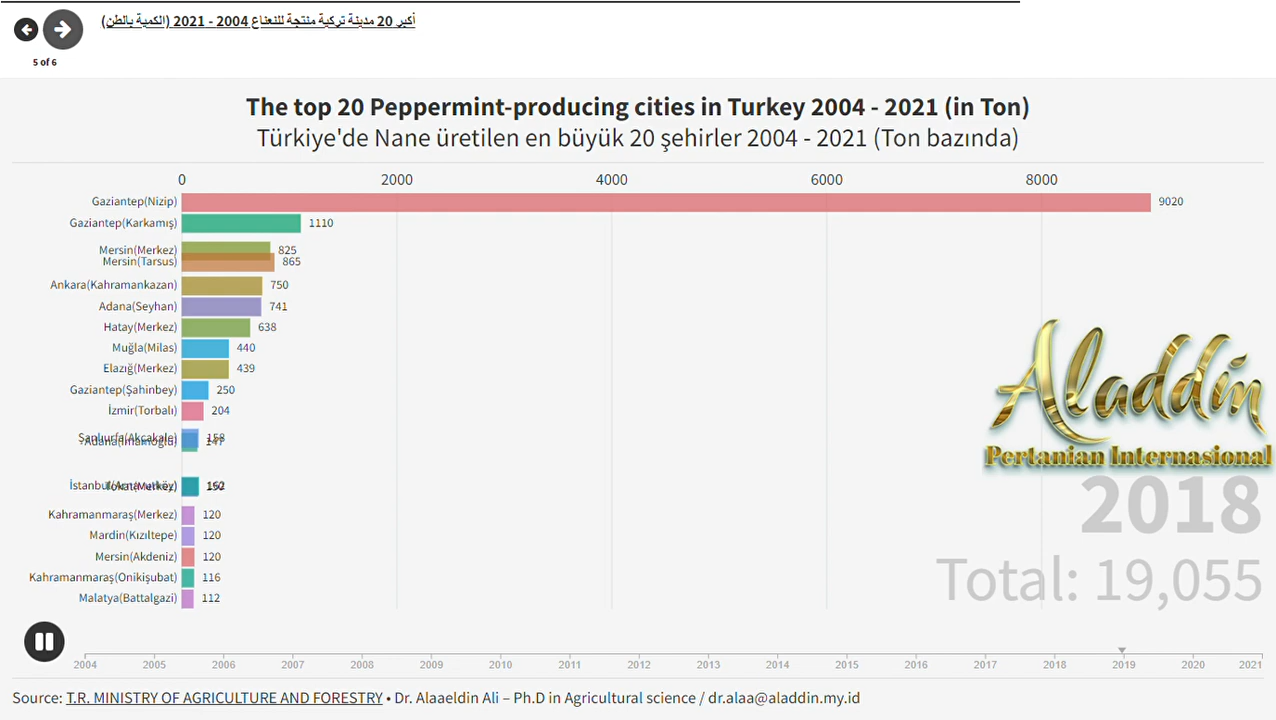 أكبر 20 مدينة تركية منتجة للنعناع 2004 - 2021 (الكمية بالطن)
5 of 6
The top 20 Peppermint-producing cities in Turkey 2004 - 2021 (in Ton)
Türkiye'de Nane üretilen en büyük 20 şehirler 2004 - 2021 (Ton bazında)
0 2000 4000 6000 8000
Gaziantep(Nizip) 9020
Gaziantep(Karkamış) 1110
Mersin(Merkez) 825
Mersin(Tarsus) 865
Ankara(Kahramankazan) 750
Adana(Seyhan) 741
Hatay(Merkez) 638
Muğla(Milas) 440
Elazığ(Merkez) 439
Gaziantep(Şahinbey) 250
İzmir(Torbalı) 204
Kahramanmaraş(Merkez) 120
Mardin(Kızıltepe) 120
Mersin(Akdeniz) 120
Kahramanmaraş(Onikişubat) 116
Malatya(Battalgazi) 112
Aladdin
Pertanian Internasional
2018
Total: 19,055
2004 2005 2006 2007 2008 2009 2010 2011 2012 2013 2014 2015 2016 2017 2018 2019 2020 2021
Source: T.R. MINISTRY OF AGRICULTURE AND FORESTRY • Dr. Alaaeldin Ali – Ph.D in Agricultural science / dr.alaa@aladdin.my.id